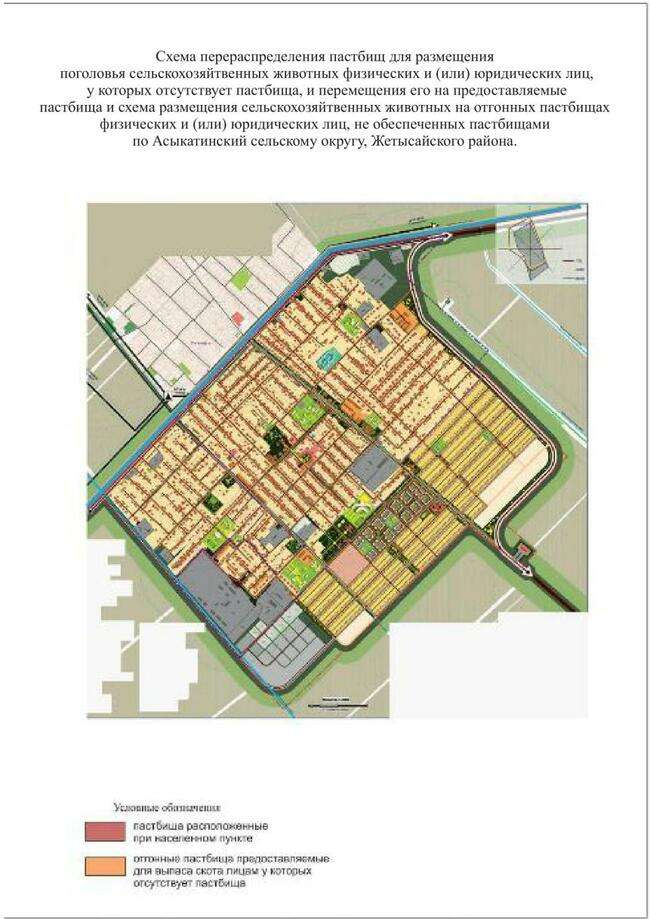 Схема перераспределения пастбищ для размещения
поголовья сельскохозяйтвенных животных физических и (или) юридических лиц,
у которых отсутствует пастбища, и перемещения его на предоставляемые
пастбища и схема размещения сельскохозяйтвенных животных на отгонных пастбищах
физических и (или) юридических лиц, не обеспеченных пастбищами
по Асыкатинский сельскому округу, Жетысайского района.
Условные обозначения
пастбища расположенные
при населенном пункте
отгонные пастбища предоставляемые
для выпаса скота лицам у которых
отсутствует пастбища